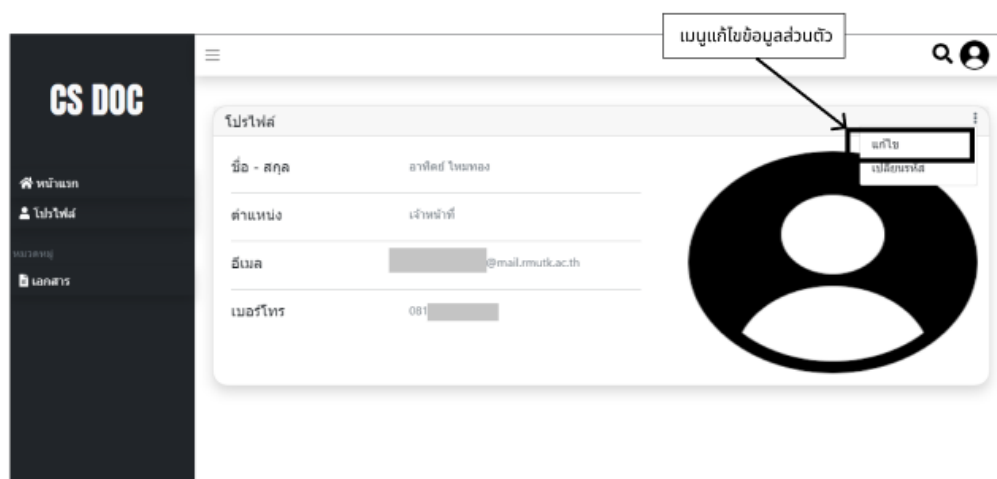 เมนูแก้ไขข้อมูลส่วนตัว
CS DOC
โปรไฟล์
แก้ไข
เปลี่ยนรหัส
ชื่อ - สกุล อาทิตย์ ไหมทอง
ตำแหน่ง เจ้าหน้าที่
อีเมล @mail.rmutk.ac.th
เบอร์โทร 081
หน้าแรก
โปรไฟล์
หมวดหมู่
เอกสาร